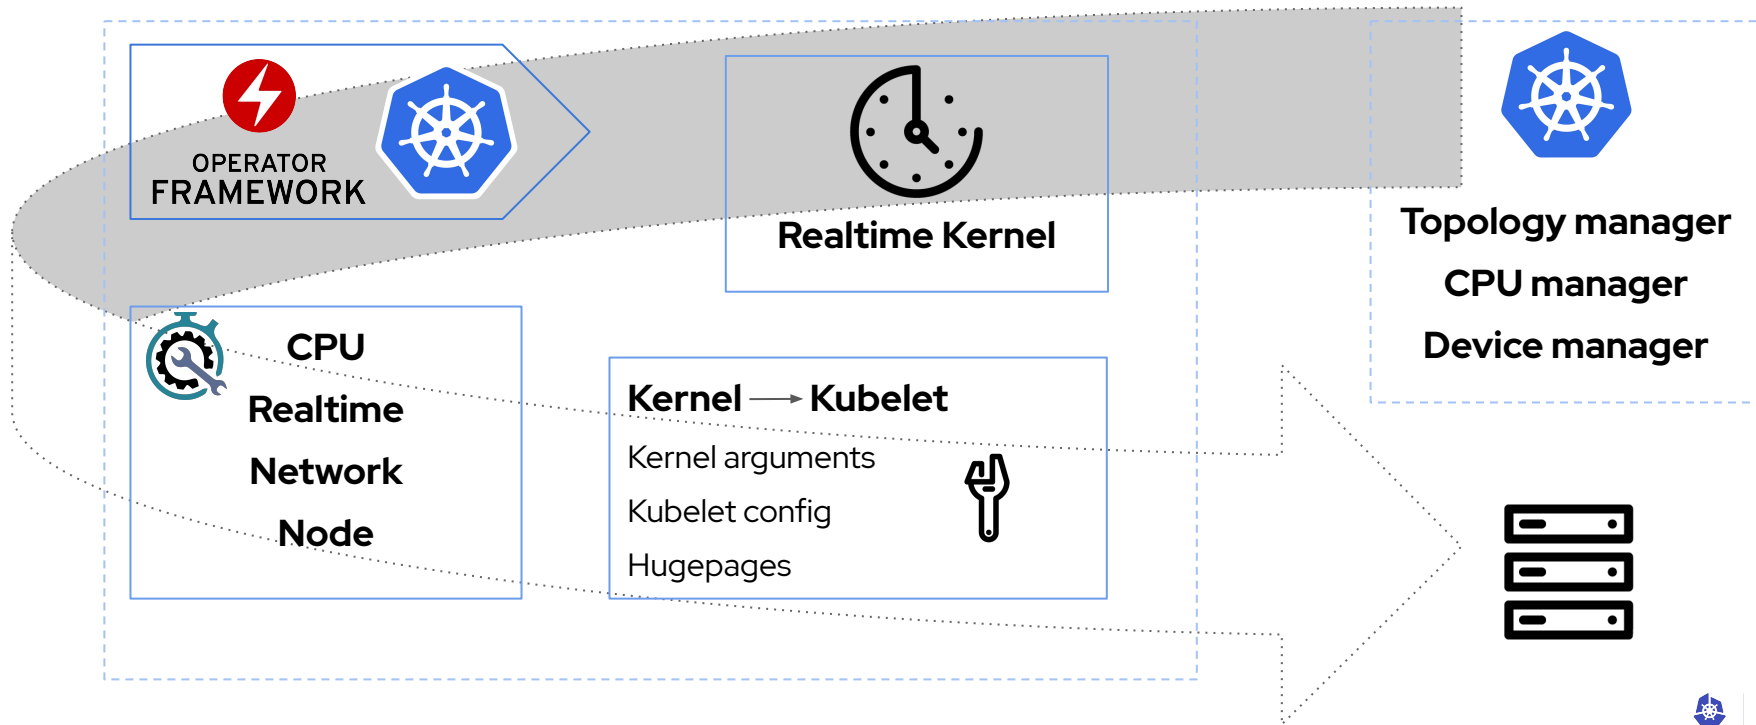 OPERATOR
FRAMEWORK
Realtime Kernel
Topology manager
CPU manager
Device manager
CPU
Realtime
Network
Node
Kernel Kubelet
Kernel arguments
Kubelet config
Hugepages